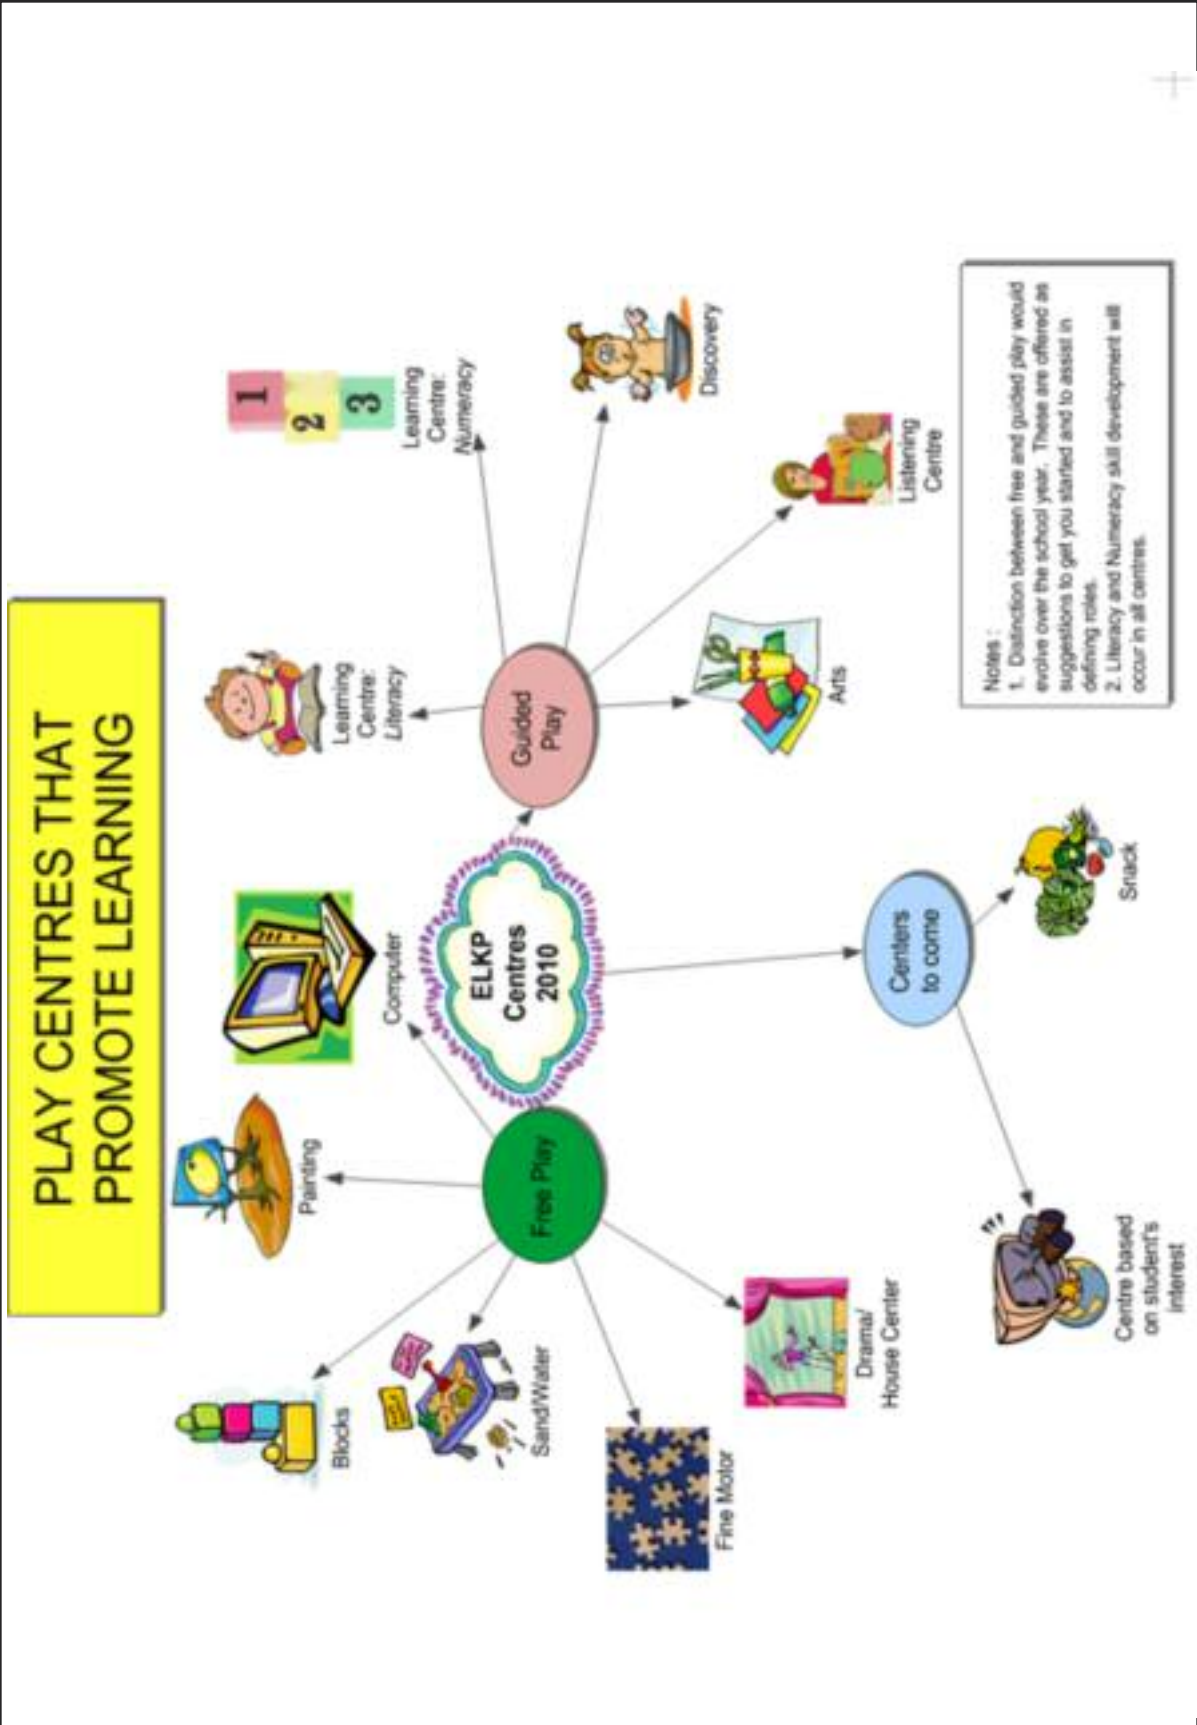 PLAY CENTRES THAT
PROMOTE LEARNING
Blocks
Painting
Computer
Sand/Water
Fine Motor
Drama/
House Center
Free Play
ELKP
Centres
2010
Guided
Play
Learning
Centre:
Literacy
Learning
Centre:
Numeracy
1
2
3
Discovery
Listening
Centre
Arts
Centers
to come
Snack
Centre based
on student's
interest
Notes :
1. Distinction between free and guided play would
evolve over the school year. These are offered as
suggestions to get you started and to assist in
defining roles.
2. Literacy and Numeracy skill development will
occur in all centres.